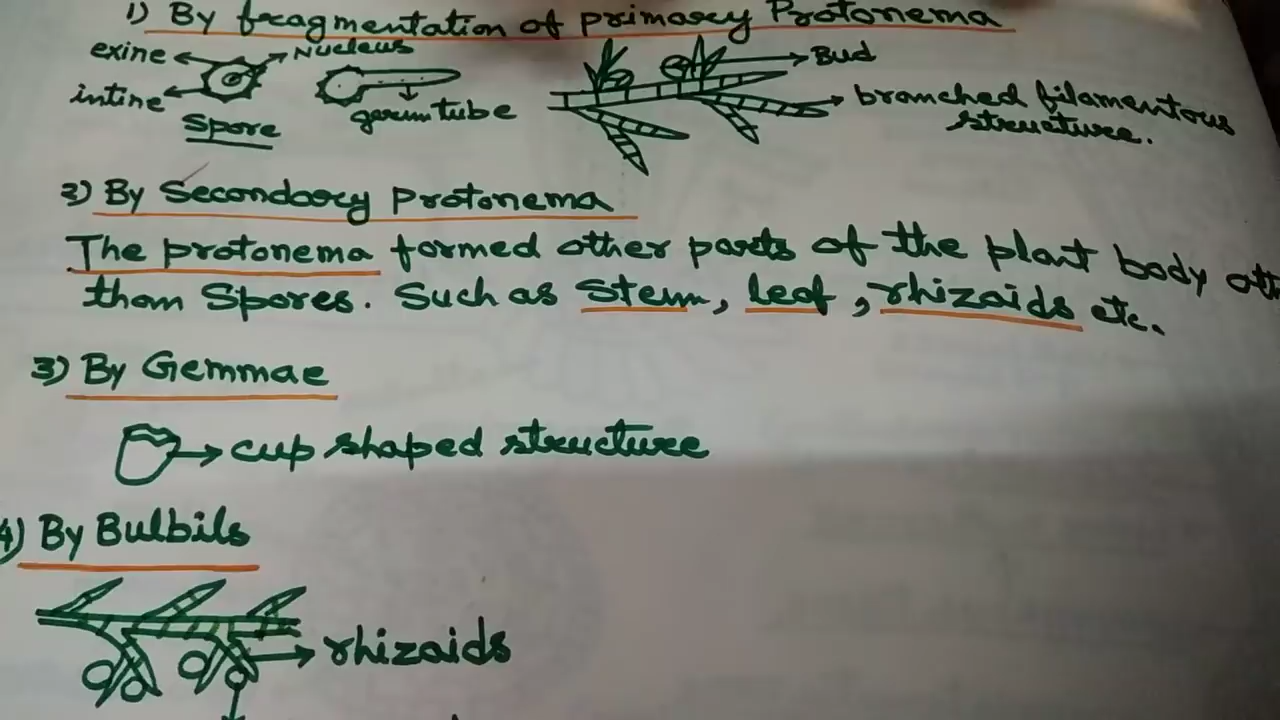 1) By fragmentation of primary Protonema
exine
Nucleus
intine
Spore
germ tube
Bud
branched filamentous
structure.
2) By Secondary Protonema
The protonema formed other parts of the plant body oth
than Spores. Such as Stem, leaf, rhizoids etc.
3) By Gemmae
cup shaped structure
4) By Bulbils
rhizoids